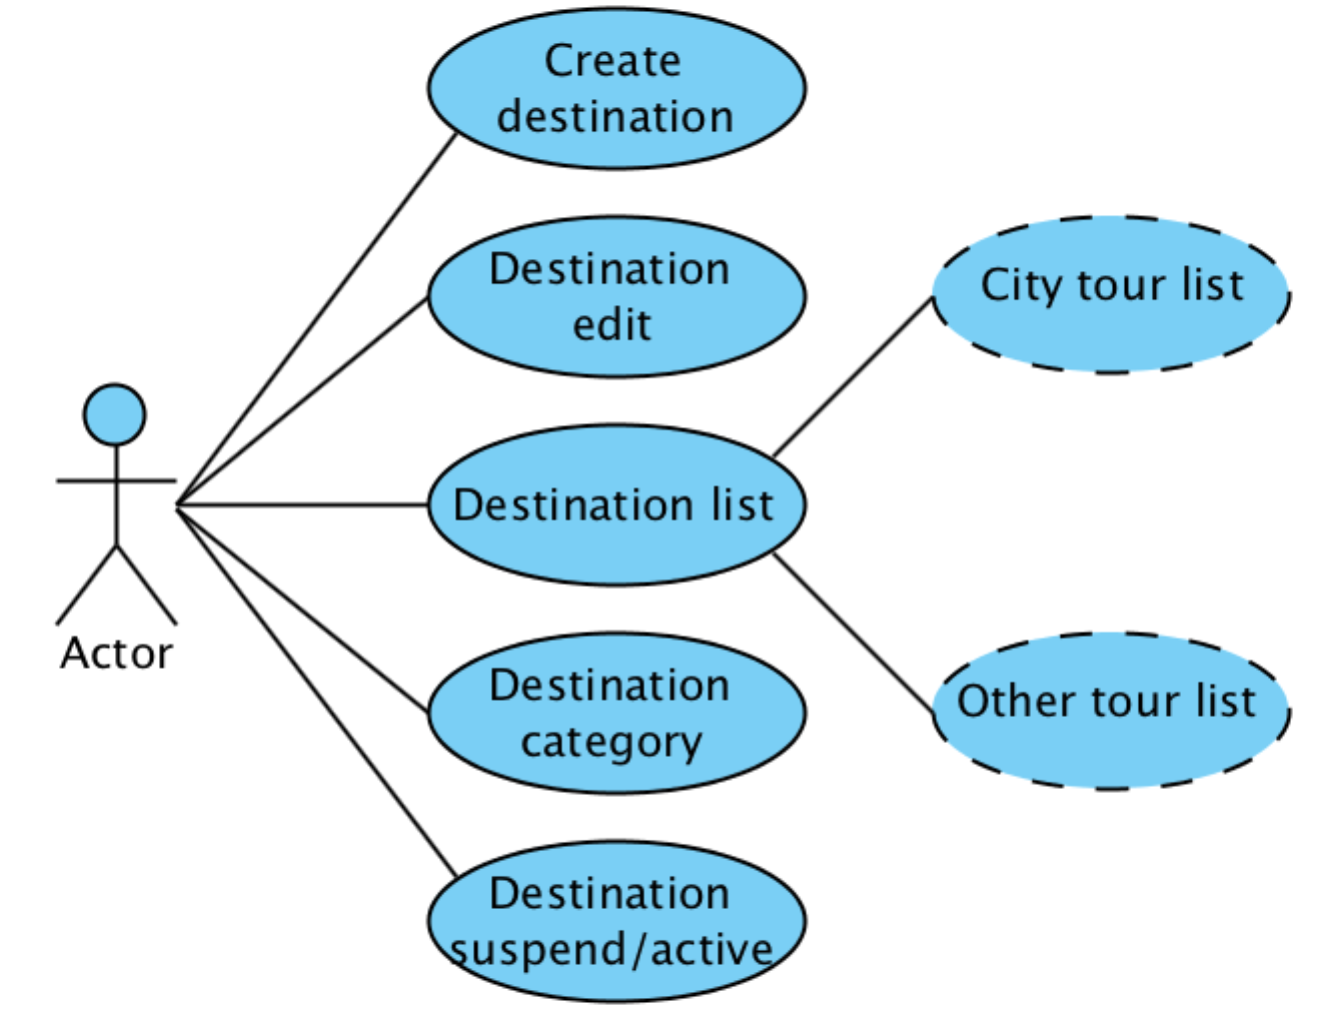 Create
destination
Destination
edit
City tour list
Destination list
Actor
Destination
category
Other tour list
Destination
suspend/active